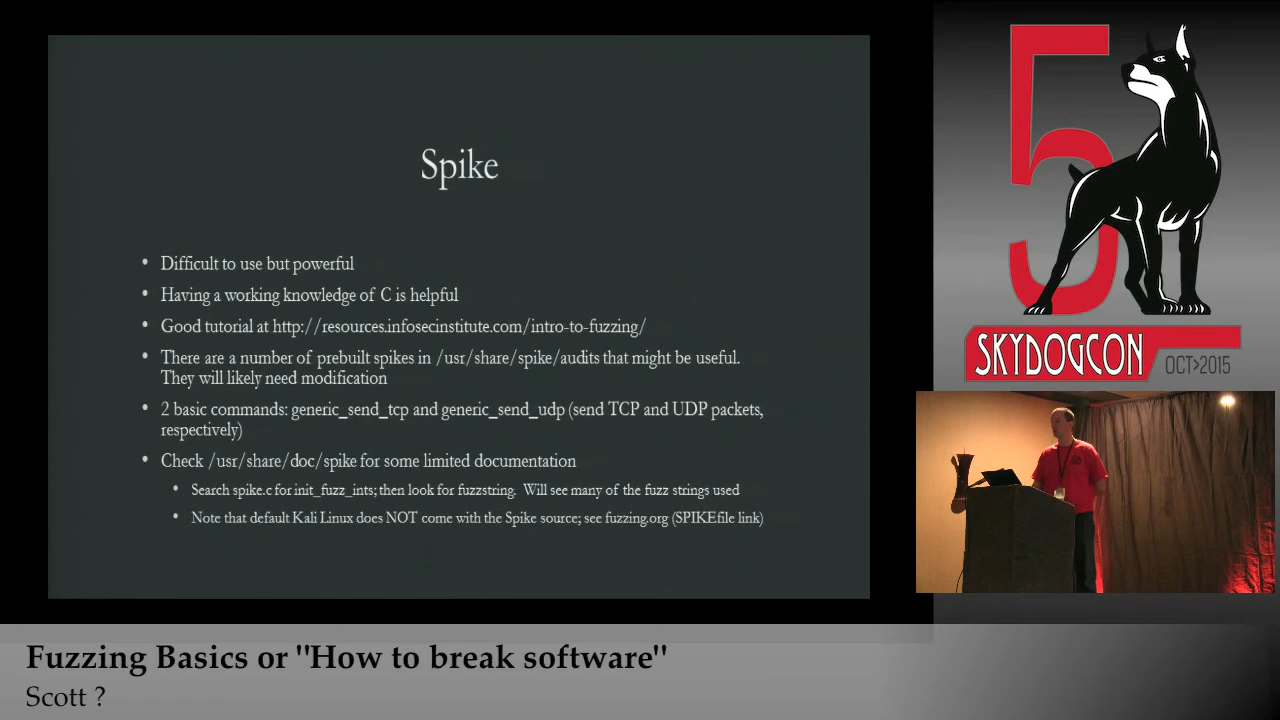 Spike
• Difficult to use but powerful
• Having a working knowledge of C is helpful
• Good tutorial at http://resources.infosecinstitute.com/intro-to-fuzzing/
• There are a number of prebuilt spikes in /usr/share/spike/audits that might be useful.
They will likely need modification
• 2 basic commands: generic_send_tcp and generic_send_udp (send TCP and UDP packets,
respectively)
• Check /usr/share/doc/spike for some limited documentation
• Search spike.c for init_fuzz_ints; then look for fuzzstring. Will see many of the fuzz strings used
• Note that default Kali Linux does NOT come with the Spike source; see fuzzing.org (SPIKEfile link)
5
SKYDOGCON
OCT>2015
Fuzzing Basics or "How to break software"
Scott ?